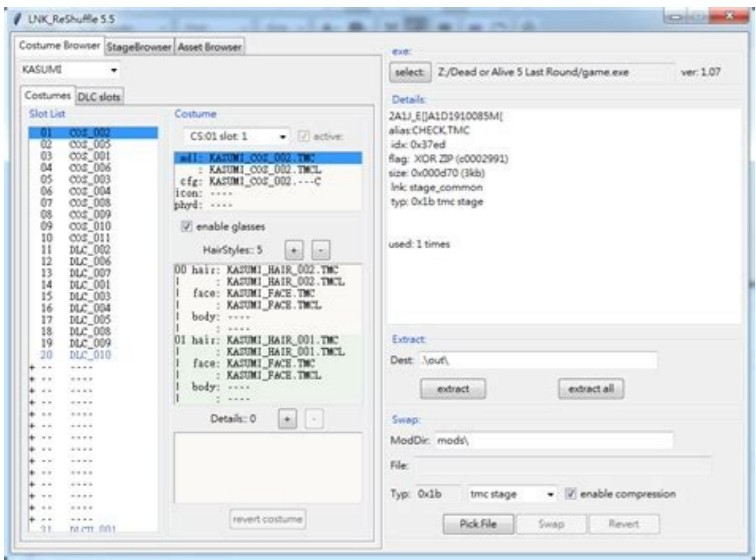 LNK_ReShuffle 5.5
Costume Browser StageBrowser Asset Browser
KASUMI
Costumes DLC slots
Slot List
01 COS_002
02 COS_005
03 COS_001
04 COS_006
05 COS_003
06 COS_004
07 COS_008
08 COS_009
09 COS_010
10 COS_011
11 DLC_002
12 DLC_006
13 DLC_007
14 DLC_001
15 DLC_003
16 DLC_004
17 DLC_005
18 DLC_008
19 DLC_009
20 DLC_010
+ -- ----
+ -- ----
+ -- ----
+ -- ----
+ -- ----
+ -- ----
+ -- ----
+ -- ----
+ -- ----
+ -- ----
+ -- ----
+ -- ----
+ -- ----
Costume
CS:01 slot: 1 active:
mdl: KASUMI_COS_002.TMC
: KASUMI_COS_002.TMCL
cfg: KASUMI_COS_002.---C
icon: ----
phyd: ----
enable glasses
HairStyles:: 5 + -
00 hair: KASUMI_HAIR_002.TMC
| : KASUMI_HAIR_002.TMCL
| face: KASUMI_FACE.TMC
| : KASUMI_FACE.TMCL
| body: ----
| : ----
01 hair: KASUMI_HAIR_001.TMC
| : KASUMI_HAIR_001.TMCL
| face: KASUMI_FACE.TMC
| : KASUMI_FACE.TMCL
| body: ----
| : ----
Details:: 0 + -
revert costume
exe:
select: Z:/Dead or Alive 5 Last Round/game.exe ver: 1.07
Details:
2A1J_E[]A1D1910085M(
alias:CHECK.TMC
idx: 0x37ed
flag: XOR ZIP (c0002991)
size: 0x000d70 (3kb)
lnk: stage_common
typ: 0x1b tmc stage
used: 1 times
Extract:
Dest: .\out\
extract extract all
Swap:
ModDir: mods\
File:
Typ: 0x1b tmc stage enable compression
Pick File Swap Revert